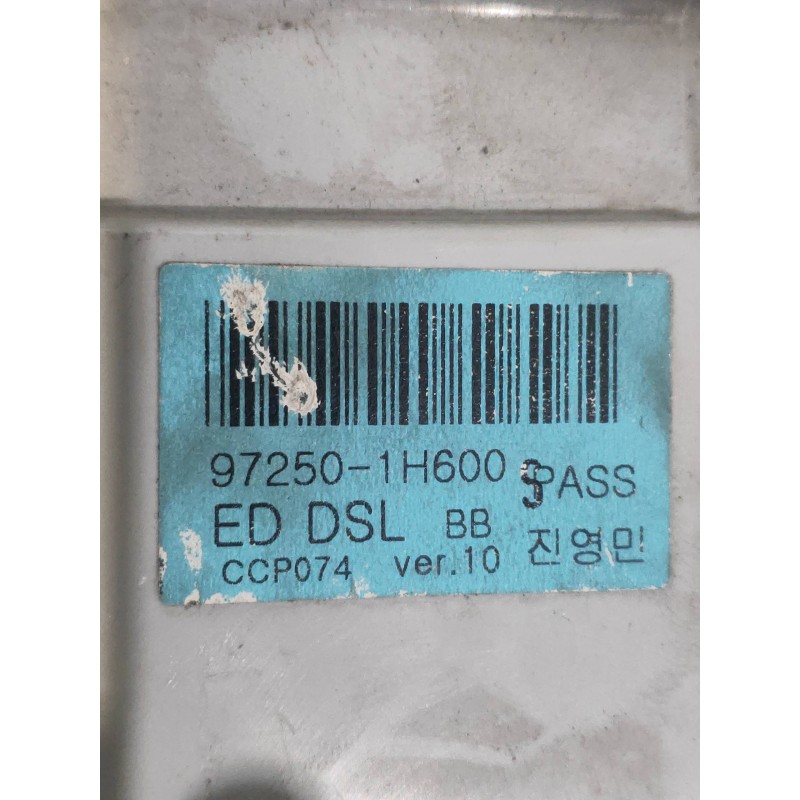 97250-1H600 PASS
ED DSL BB
CCP074 ver.10 진영민